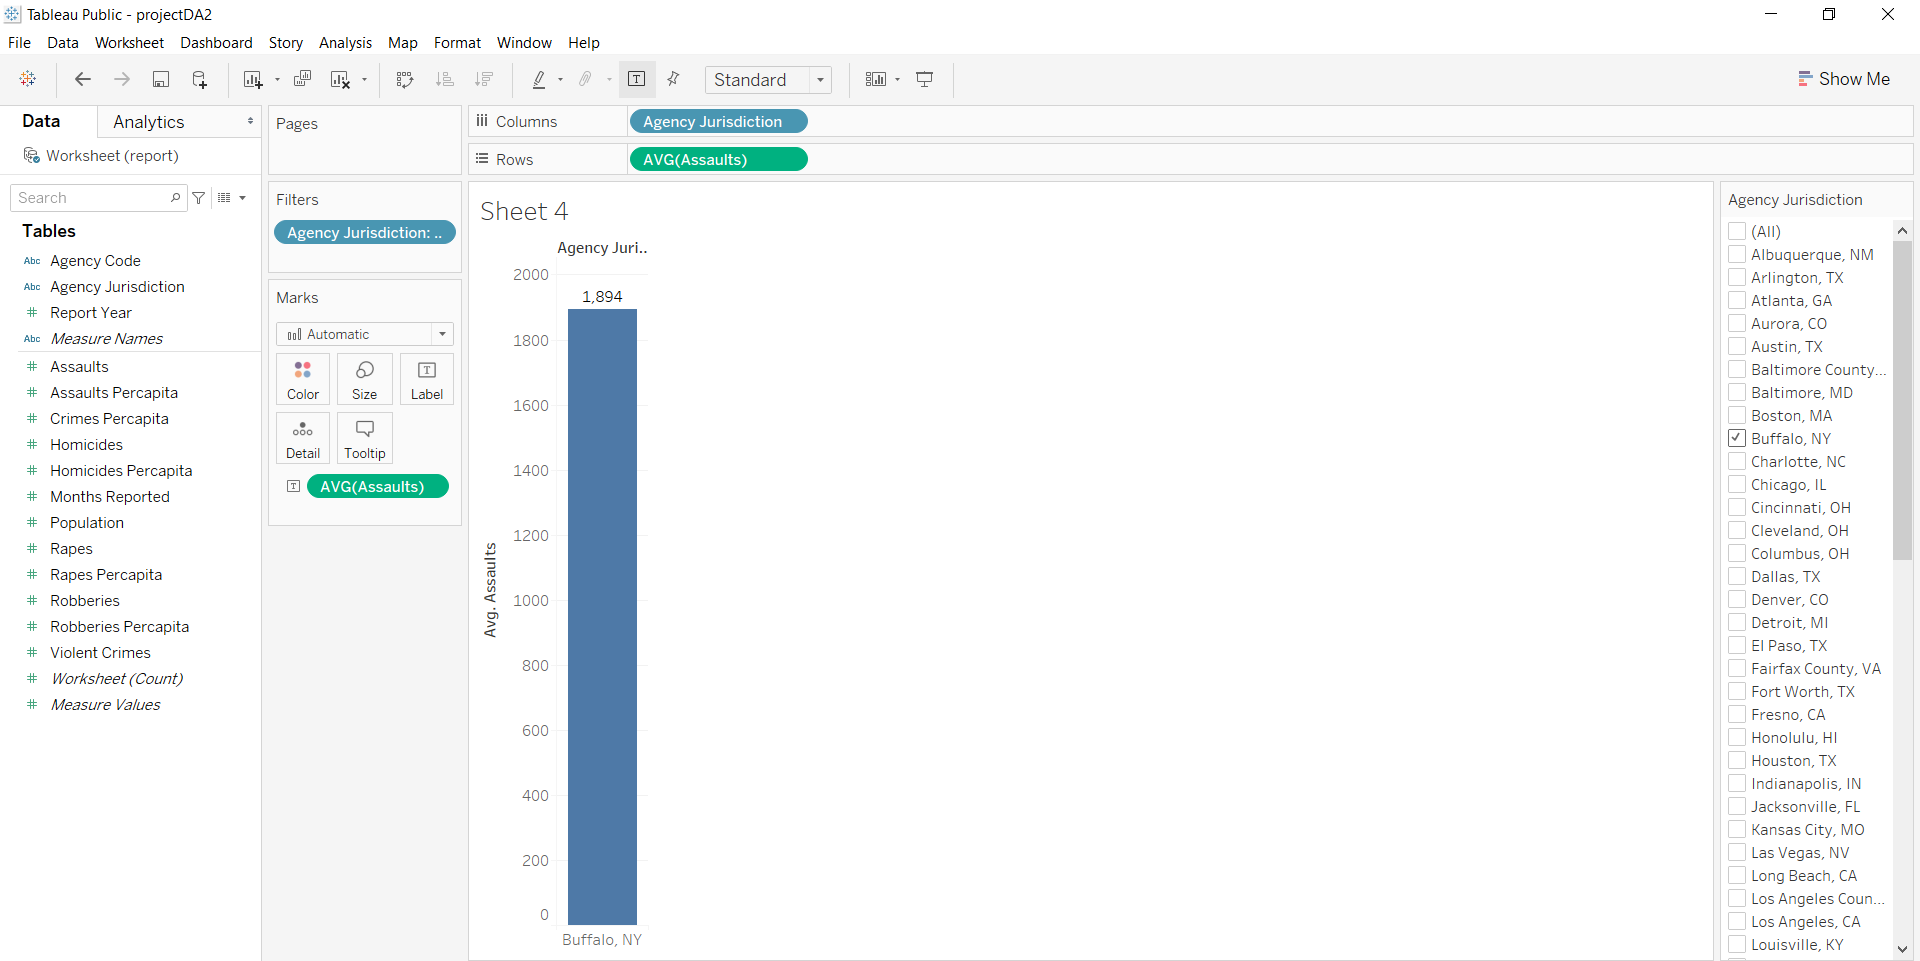 Tableau Public - projectDA2
File Data Worksheet Dashboard Story Analysis Map Format Window Help
Standard
Show Me
Data Analytics
Worksheet (report)
Search
Tables
Abc Agency Code
Abc Agency Jurisdiction
# Report Year
Abc Measure Names
# Assaults
# Assaults Percapita
# Crimes Percapita
# Homicides
# Homicides Percapita
# Months Reported
# Population
# Rapes
# Rapes Percapita
# Robberies
# Robberies Percapita
# Violent Crimes
# Worksheet (Count)
# Measure Values
Pages
Filters
Agency Jurisdiction: ..
Marks
Automatic
Color Size T Label
Detail Tooltip
T AVG(Assaults)
Columns Agency Jurisdiction
Rows AVG(Assaults)
Sheet 4
Agency Juri..
2000
1,894
1800
1600
1400
1200
1000
800
600
400
200
0
Avg. Assaults
Buffalo, NY
Agency Jurisdiction
(All)
Albuquerque, NM
Arlington, TX
Atlanta, GA
Aurora, CO
Austin, TX
Baltimore County...
Baltimore, MD
Boston, MA
Buffalo, NY
Charlotte, NC
Chicago, IL
Cincinnati, OH
Cleveland, OH
Columbus, OH
Dallas, TX
Denver, CO
Detroit, MI
El Paso, TX
Fairfax County, VA
Fort Worth, TX
Fresno, CA
Honolulu, HI
Houston, TX
Indianapolis, IN
Jacksonville, FL
Kansas City, MO
Las Vegas, NV
Long Beach, CA
Los Angeles Coun...
Los Angeles, CA
Louisville, KY